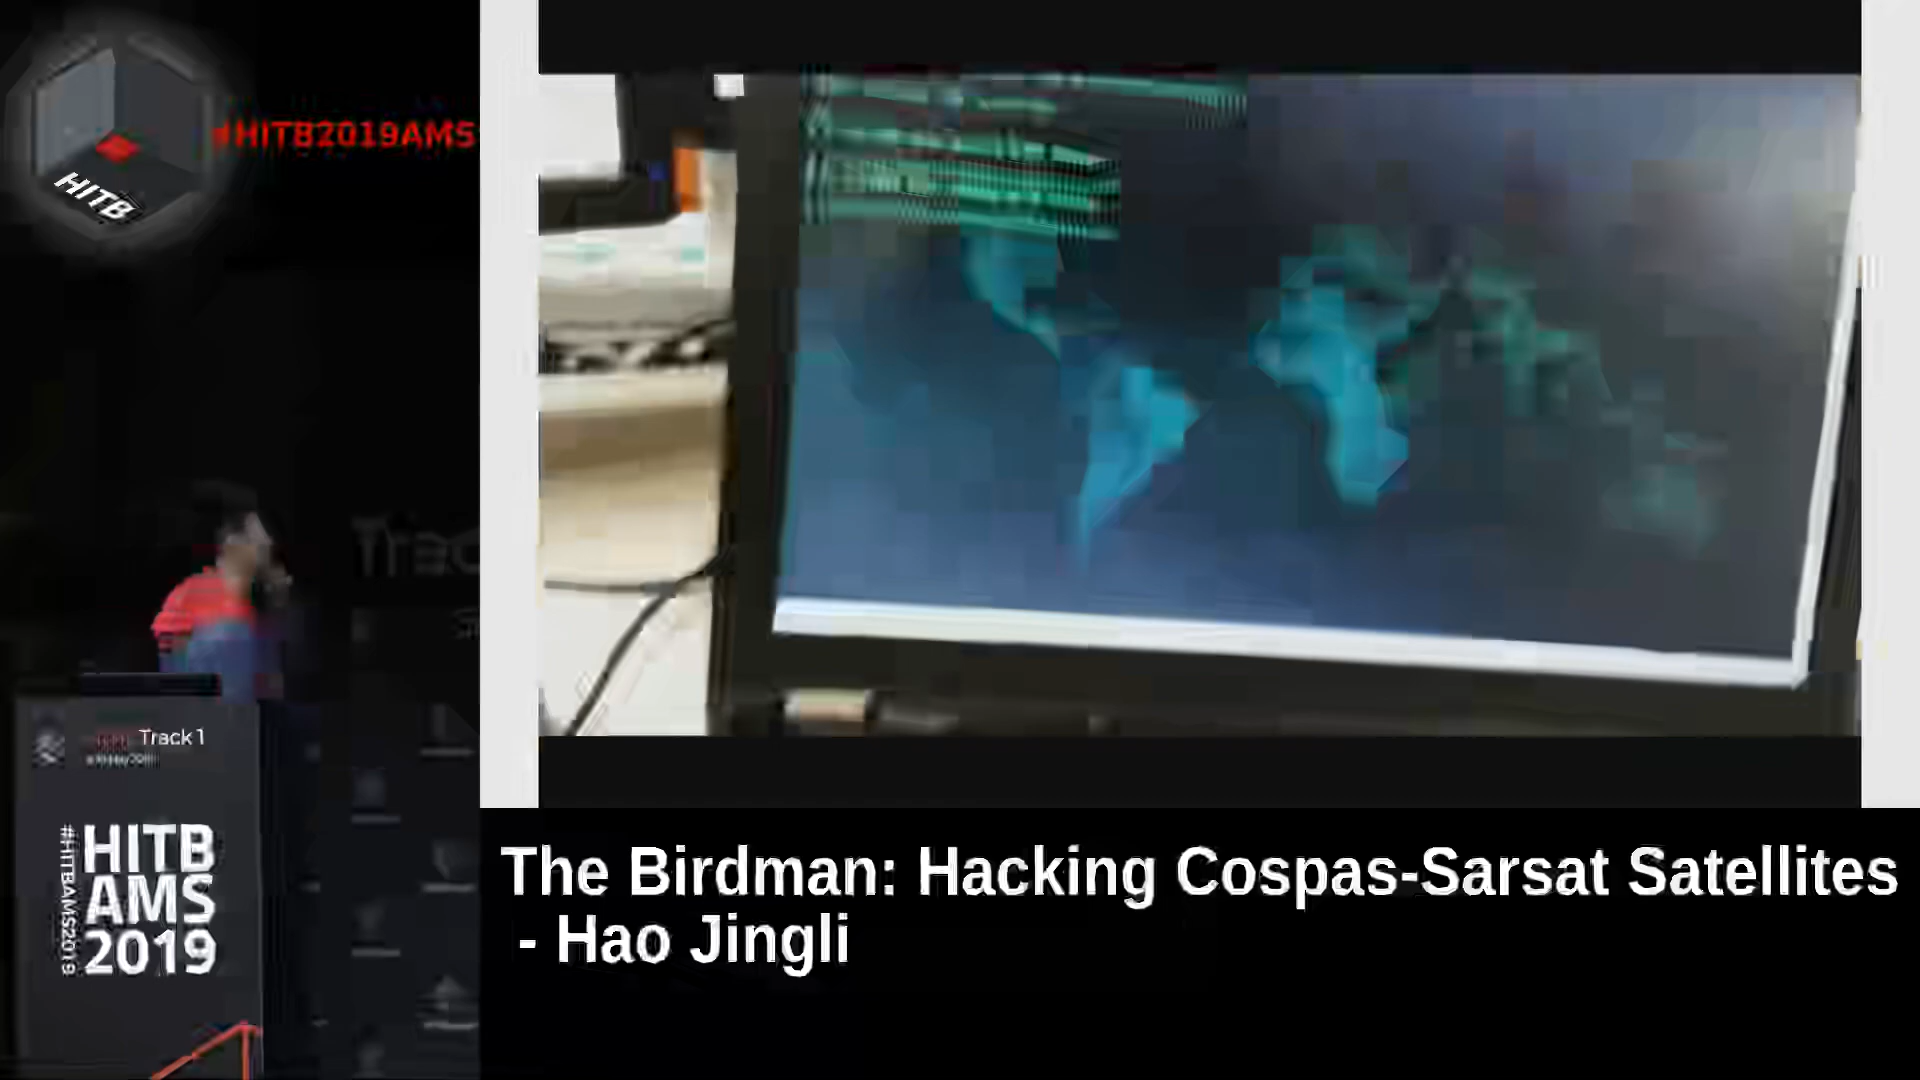 #HITB2019AMS
HITB
Track 1
#HITBAMS2019
HITB
AMS
2019
The Birdman: Hacking Cospas-Sarsat Satellites
- Hao Jingli